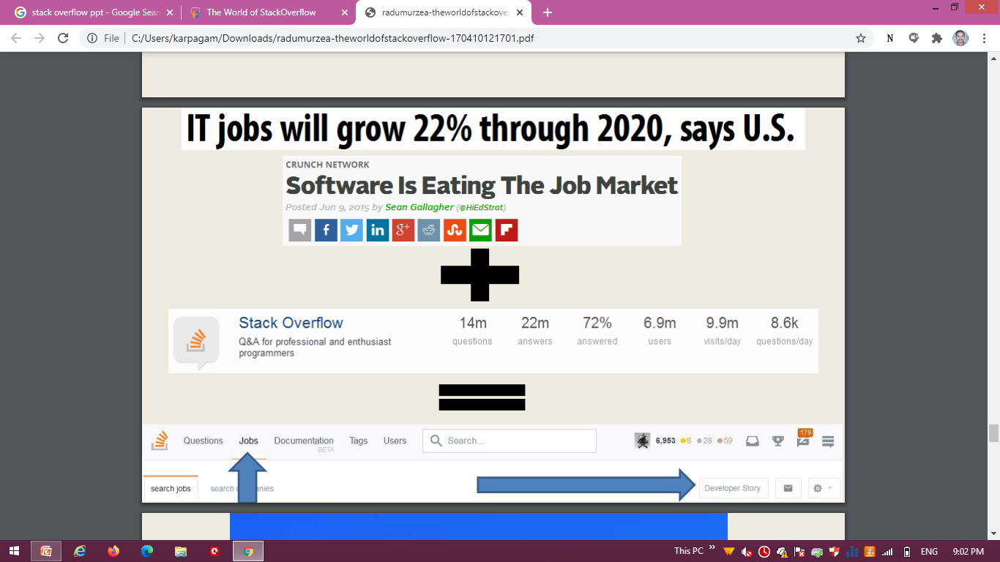 stack overflow ppt - Google Sear
The World of StackOverflow
radumurzea-theworldofstackover
File
C:/Users/karpagam/Downloads/radumurzea-theworldofstackoverflow-170410121701.pdf
N
IT jobs will grow 22% through 2020, says U.S.
CRUNCH NETWORK
Software Is Eating The Job Market
Posted Jun 9, 2015 by Sean Gallagher (@HiEdStrat)
f in g+
Stack Overflow 14m 22m 72% 6.9m 9.9m 8.6k
Q&A for professional and enthusiast questions answers answered users visits/day questions/day
programmers
Questions Jobs Documentation Tags Users Search... 6,953 8 28 59 179
BETA
search jobs search nies Developer Story
This PC ENG 9:02 PM